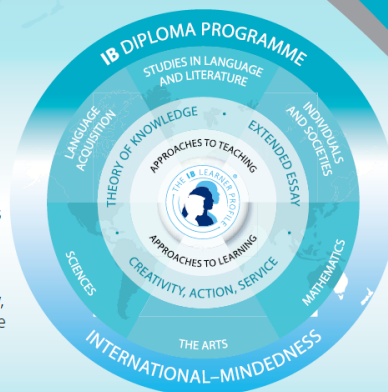 IB DIPLOMA PROGRAMME
STUDIES IN LANGUAGE
AND LITERATURE
LANGUAGE
ACQUISITION
INDIVIDUALS
AND SOCIETIES
THEORY OF KNOWLEDGE
EXTENDED ESSAY
APPROACHES TO TEACHING
THE IB LEARNER PROFILE
APPROACHES TO LEARNING
CREATIVITY, ACTION, SERVICE
SCIENCES
MATHEMATICS
THE ARTS
INTERNATIONAL–MINDEDNESS